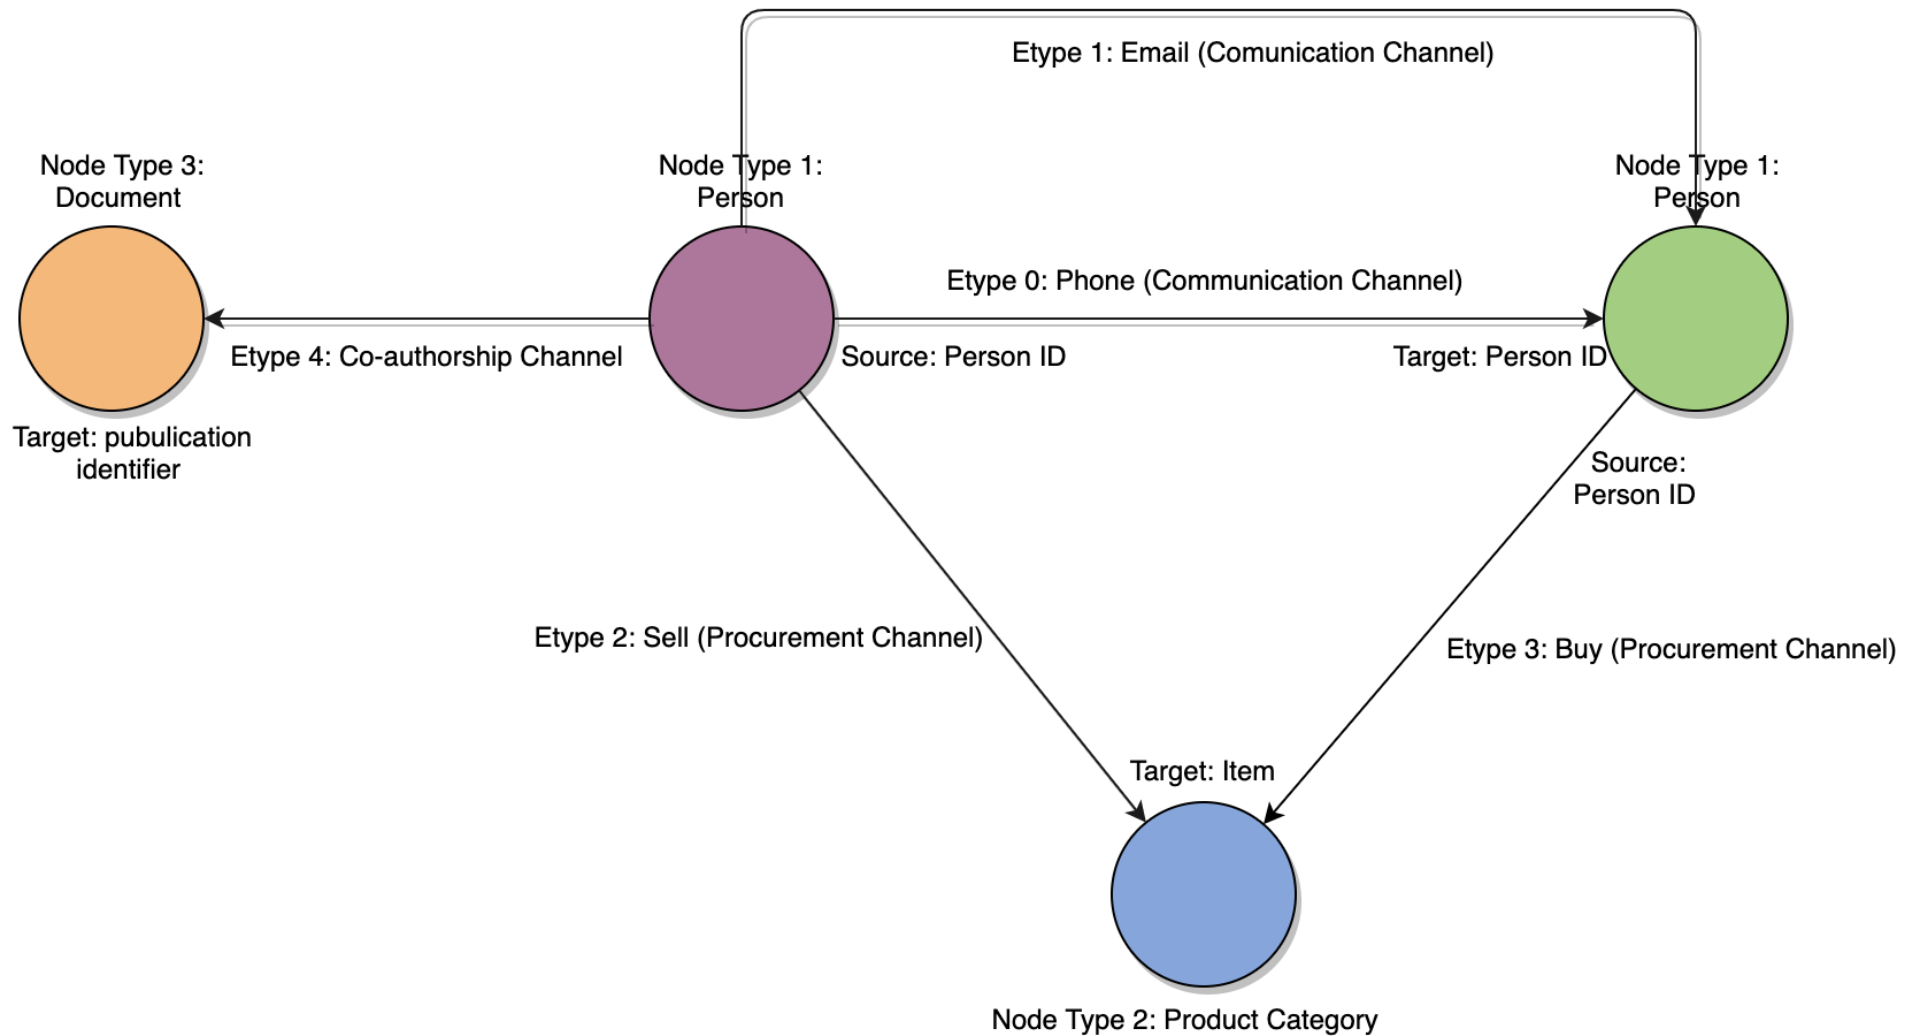 Etype 1: Email (Comunication Channel)
Node Type 3:
Document
Node Type 1:
Person
Node Type 1:
Person
Etype 0: Phone (Communication Channel)
Etype 4: Co-authorship Channel
Source: Person ID
Target: Person ID
Target: pubulication
identifier
Source:
Person ID
Etype 2: Sell (Procurement Channel)
Etype 3: Buy (Procurement Channel)
Target: Item
Node Type 2: Product Category